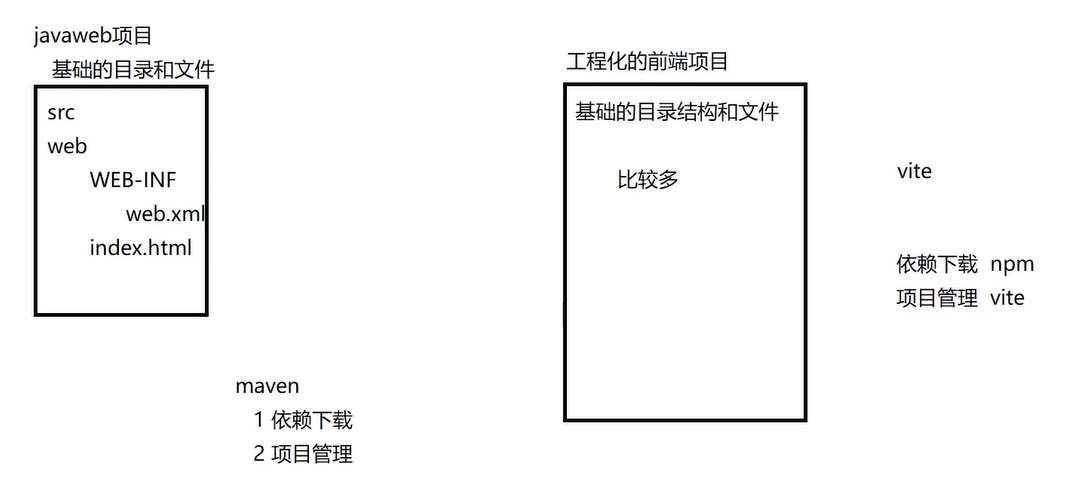 javaweb项目
基础的目录和文件
src
web
WEB-INF
web.xml
index.html
maven
1 依赖下载
2 项目管理
工程化的前端项目
基础的目录结构和文件
比较多
vite
依赖下载 npm
项目管理 vite